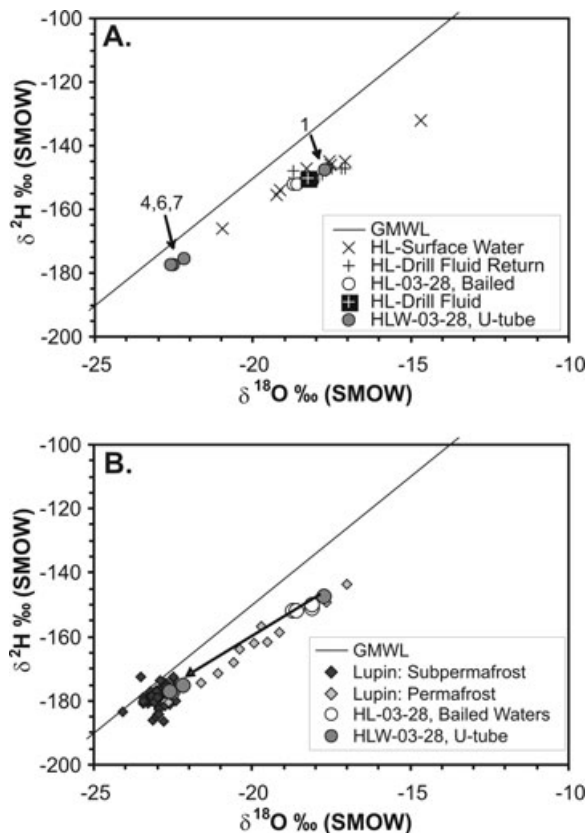 A.
-100
-120
-140
-160
-180
-200
δ ²H ‰ (SMOW)
1
4,6,7
GMWL
HL-Surface Water
HL-Drill Fluid Return
HL-03-28, Bailed
HL-Drill Fluid
HLW-03-28, U-tube
-25 -20 -15 -10
δ ¹⁸O ‰ (SMOW)
B.
-100
-120
-140
-160
-180
-200
δ ²H ‰ (SMOW)
GMWL
Lupin: Subpermafrost
Lupin: Permafrost
HL-03-28, Bailed Waters
HLW-03-28, U-tube
-25 -20 -15 -10
δ ¹⁸O ‰ (SMOW)